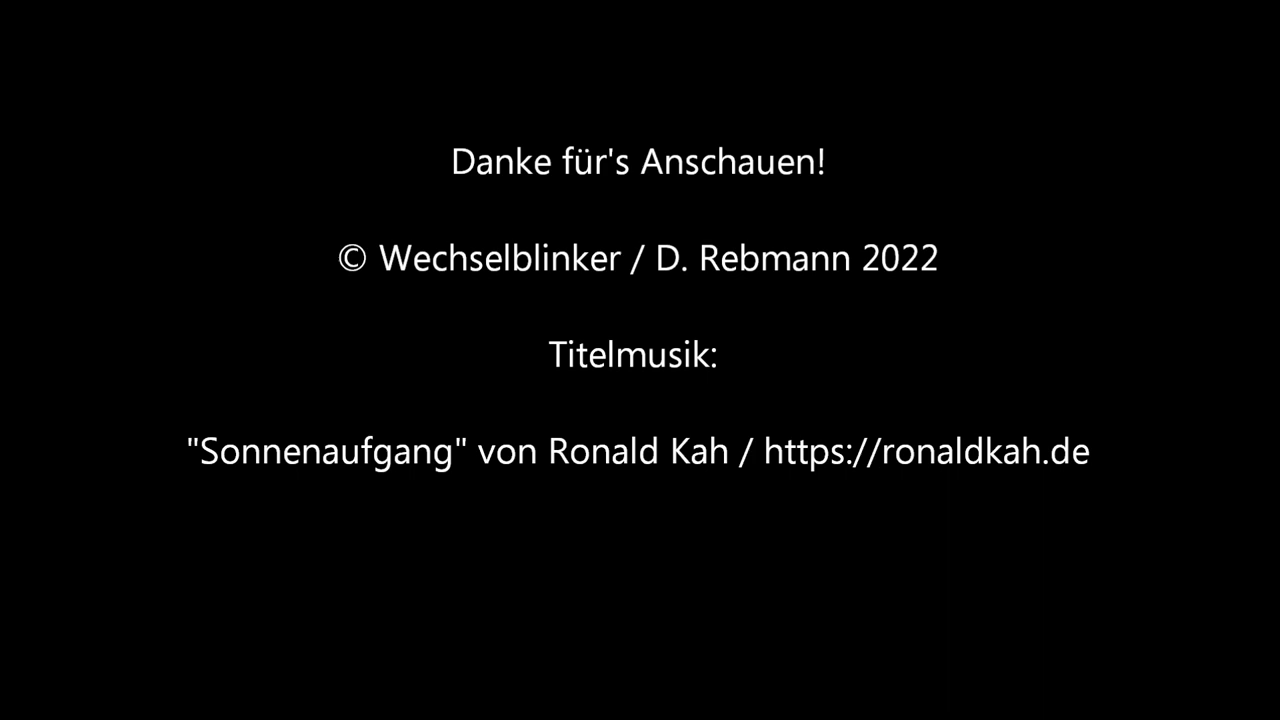 Danke für's Anschauen!
© Wechselblinker / D. Rebmann 2022
Titelmusik:
"Sonnenaufgang" von Ronald Kah / https://ronaldkah.de